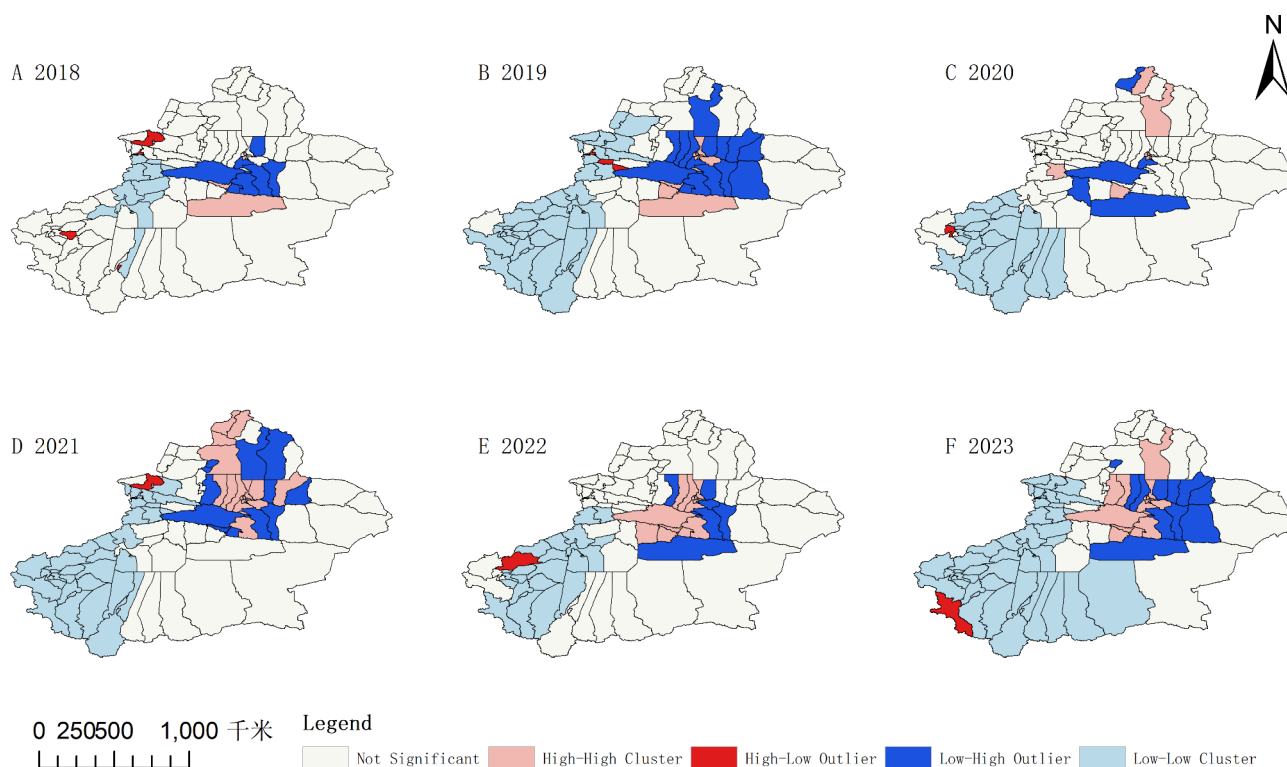 N
A 2018
B 2019
C 2020
D 2021
E 2022
F 2023
0 250500 1,000 千米
Legend
Not Significant High-High Cluster High-Low Outlier Low-High Outlier Low-Low Cluster